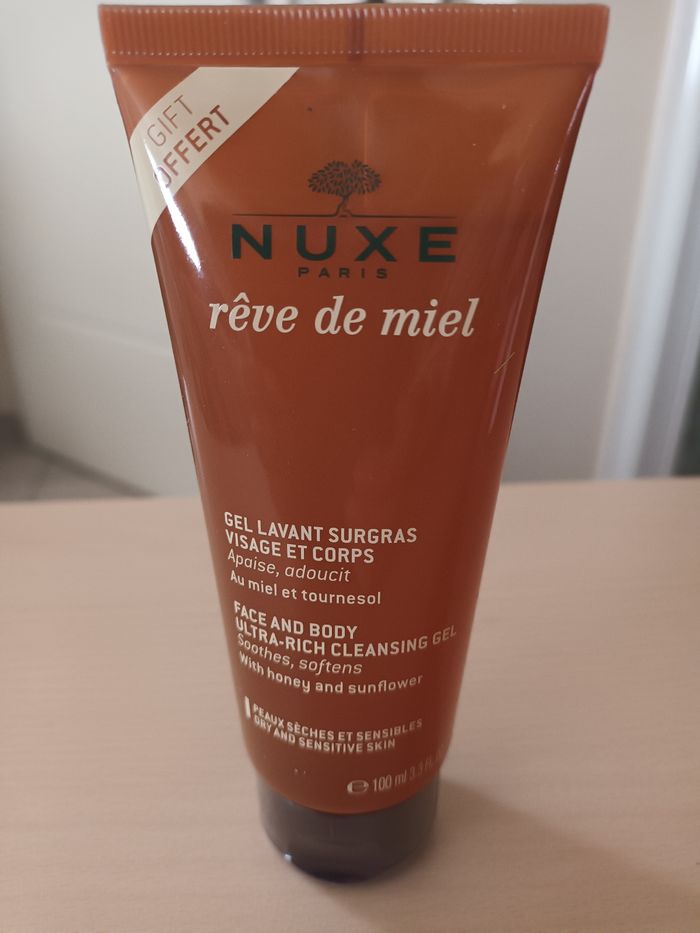 GIFT
OFFERT
NUXE
PARIS
rêve de miel
GEL LAVANT SURGRAS
VISAGE ET CORPS
Apaise, adoucit
Au miel et tournesol
FACE AND BODY
ULTRA-RICH CLEANSING GEL
Soothes, softens
With honey and sunflower
PEAUX SÈCHES ET SENSIBLES
DRY AND SENSITIVE SKIN
℮ 100 ml 3.3 fl.